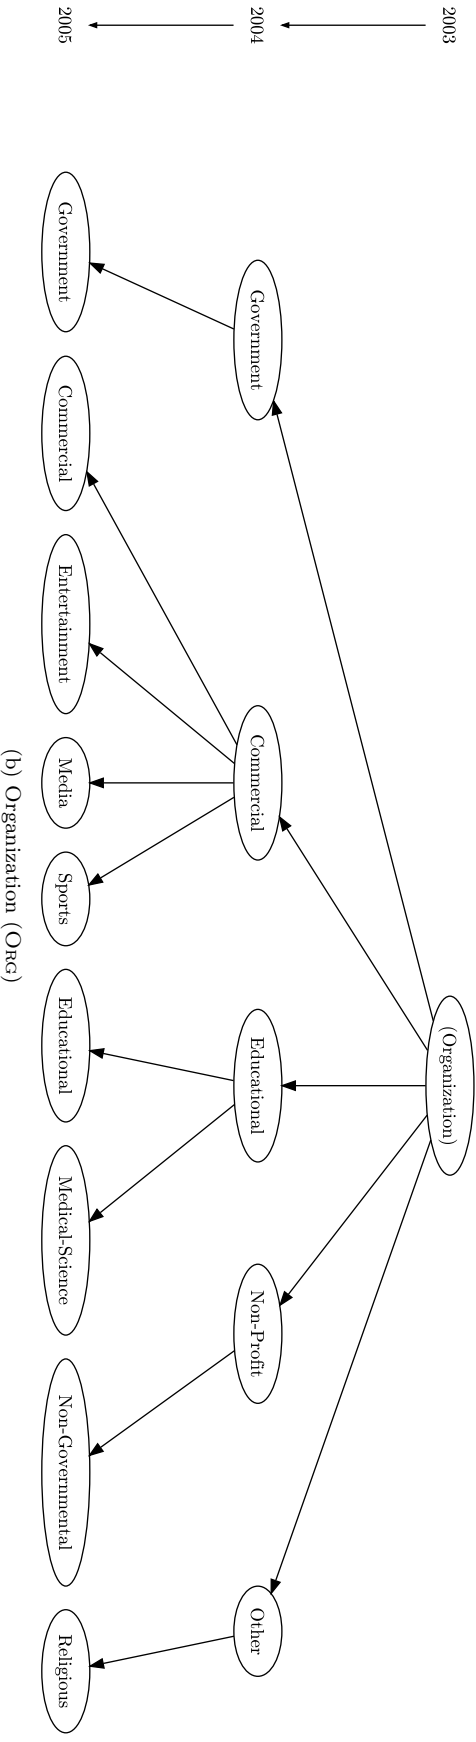 2003
(Organization)
2004
Government
Commercial
Educational
Non-Profit
Other
2005
Government
Commercial
Entertainment
Media
Sports
Educational
Medical-Science
Non-Governmental
Religious
(b) Organization (ORG)